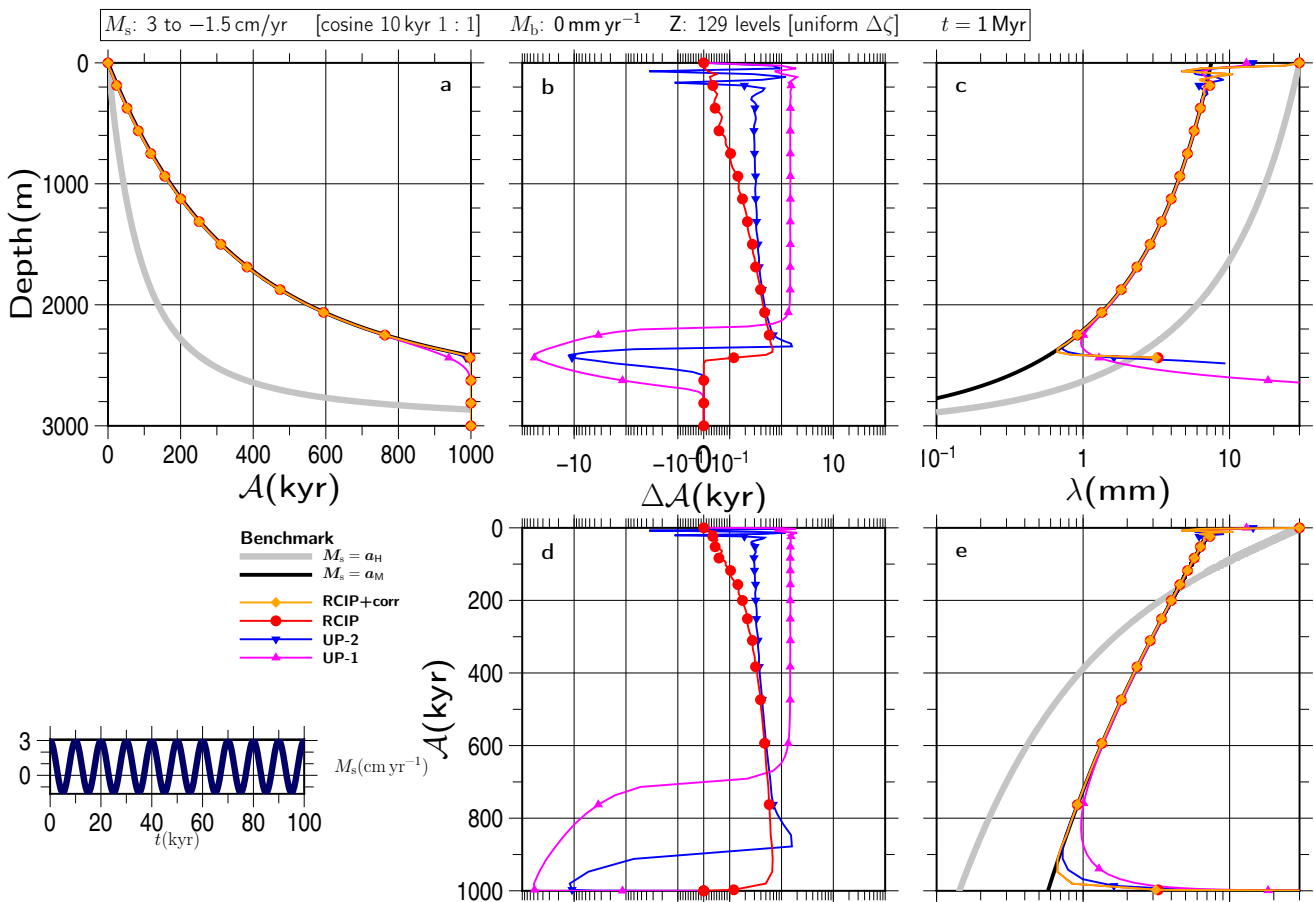 Mₛ: 3 to −1.5 cm/yr [cosine 10 kyr 1 : 1] M_b: 0 mm yr⁻¹ Z: 129 levels [uniform Δζ] t = 1 Myr
a
b
c
0
1000
2000
3000
Depth(m)
0 200 400 600 800 1000
𝒜(kyr)
−10 −10⁻¹ 0 10⁻¹ 10
Δ𝒜(kyr)
10⁻¹ 1 10
λ(mm)
d
e
0
200
400
600
800
1000
𝒜(kyr)
Benchmark
Mₛ = a_H
Mₛ = a_M
RCIP+corr
RCIP
UP-2
UP-1
3
0
Mₛ(cm yr⁻¹)
0 20 40 60 80 100
t(kyr)